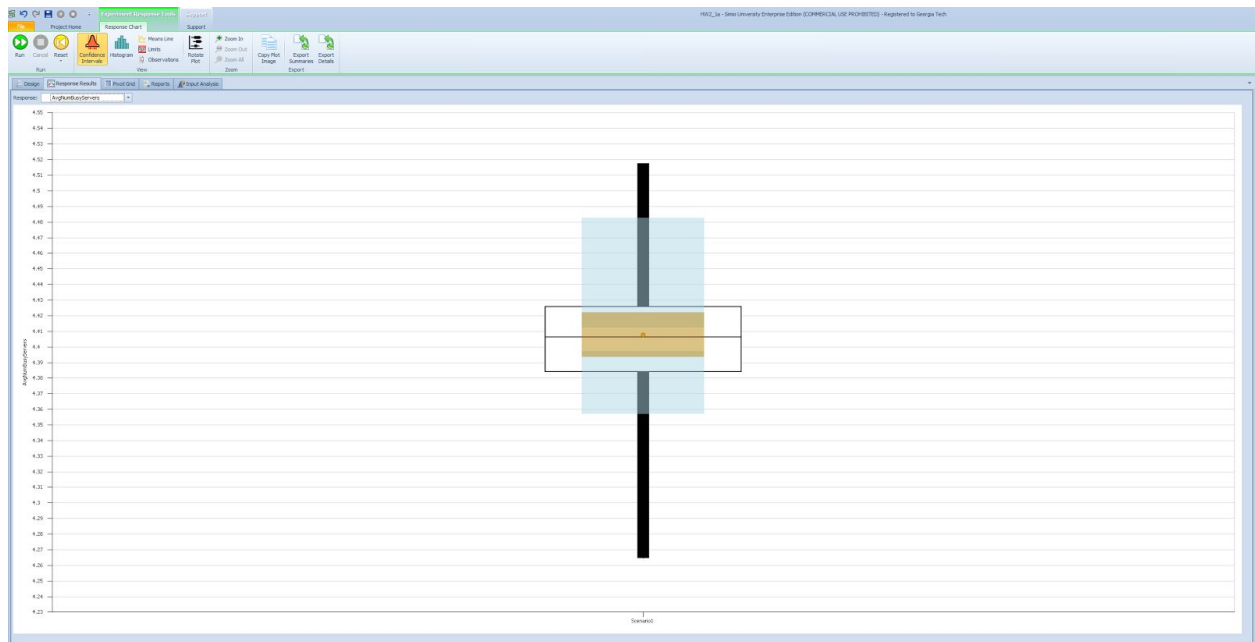 Experiment Response Tools Support
HW2_1a - Simio University Enterprise Edition (COMMERCIAL USE PROHIBITED) - Registered to Georgia Tech
File Project Home Response Chart Support
Run Cancel Reset
Confidence Intervals Histogram
Means Line
Limits
Observations
Rotate Plot
Zoom In
Zoom Out
Zoom All
Copy Plot Image
Export Summaries
Export Details
Run View Zoom Export
Design Response Results Pivot Grid Reports Input Analysis
Response: AvgNumBusyServers
4.55
4.54
4.53
4.52
4.51
4.5
4.49
4.48
4.47
4.46
4.45
4.44
4.43
4.42
4.41
4.4
4.39
4.38
4.37
4.36
4.35
4.34
4.33
4.32
4.31
4.3
4.29
4.28
4.27
4.26
4.25
4.24
4.23
AvgNumBusyServers
Scenario1